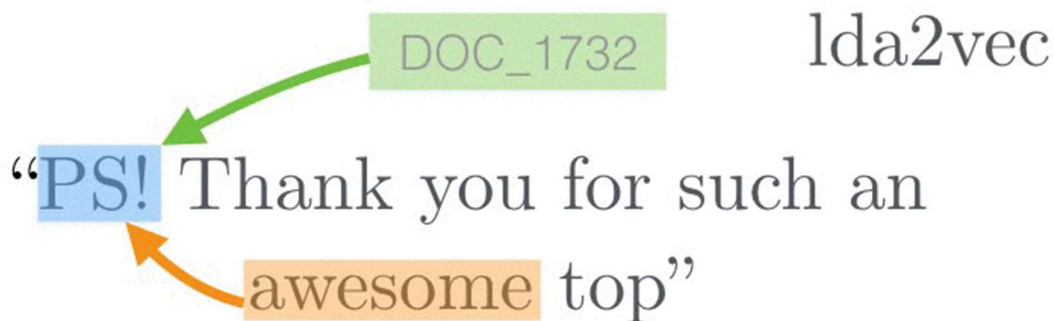 DOC_1732
lda2vec
“PS! Thank you for such an
awesome top”